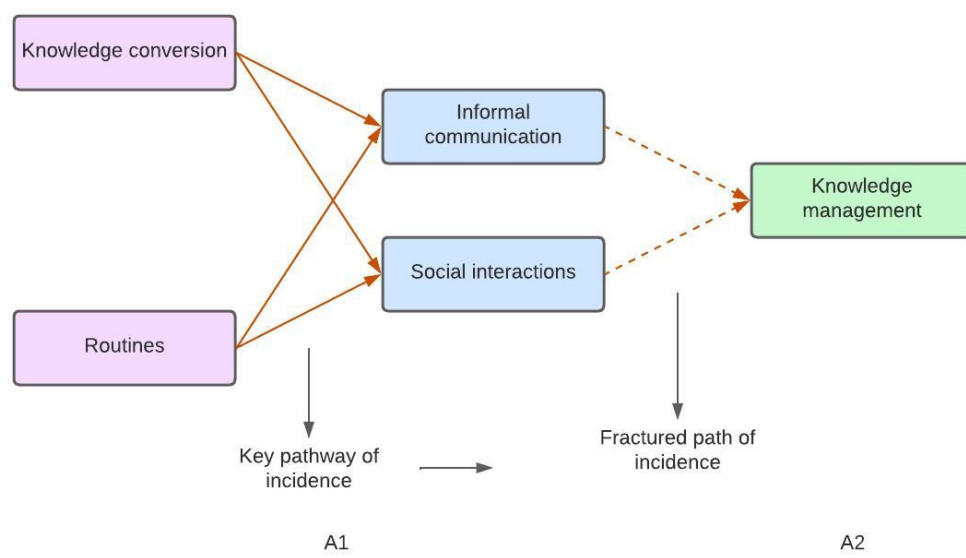 Knowledge conversion
Informal
communication
Knowledge
management
Social interactions
Routines
Key pathway of
incidence
Fractured path of
incidence
A1
A2